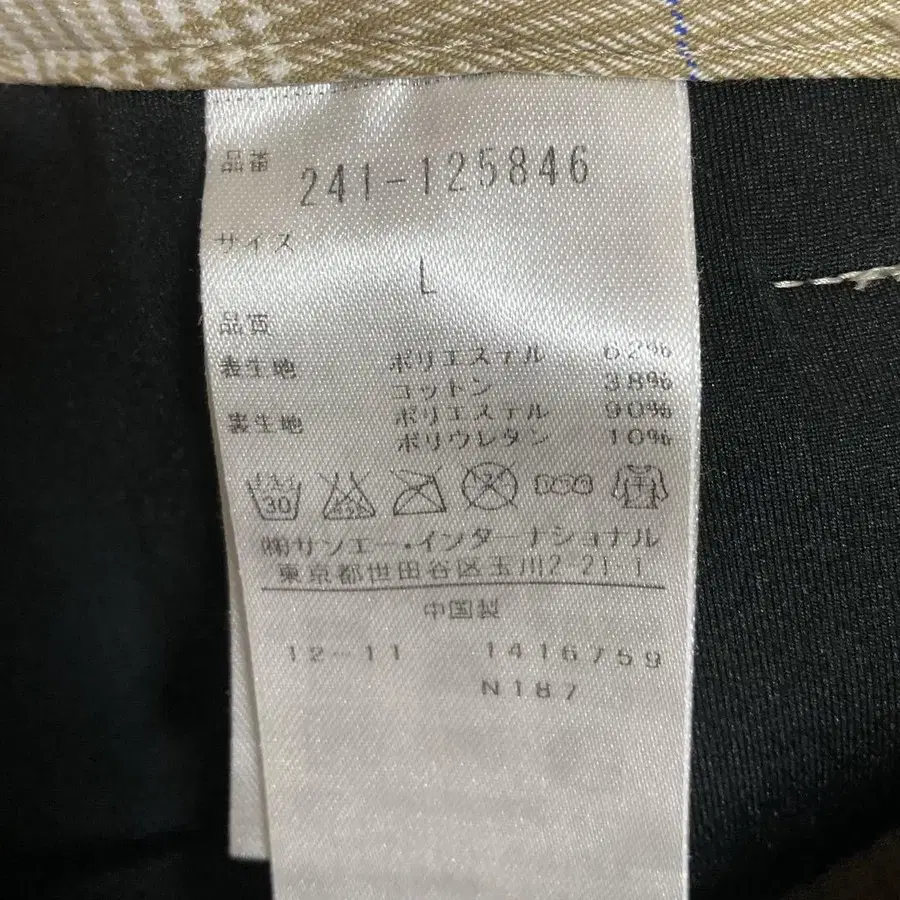 品番 241-125846
サイズ
L
品質
表生地 ポリエステル 62%
コットン 38%
裏生地 ポリエステル 90%
ポリウレタン 10%
30
㈱サンエー・インターナショナル
東京都世田谷区玉川2-21-1
中国製
12-11 1416759
N187